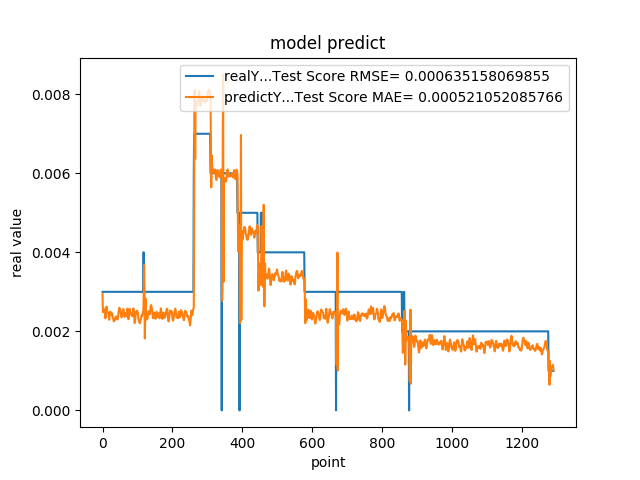 model predict
realY...Test Score RMSE= 0.000635158069855
predictY...Test Score MAE= 0.000521052085766
real value
0.008
0.006
0.004
0.002
0.000
0 200 400 600 800 1000 1200
point